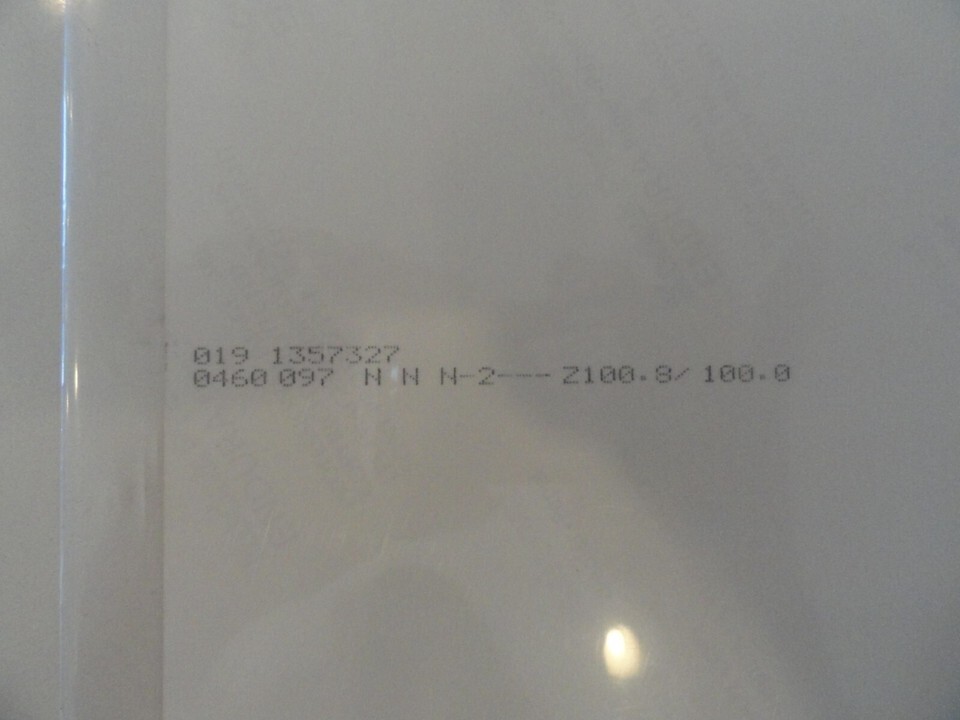 019 1357327
0460 097 N N N-2--- Z100.8/ 100.0